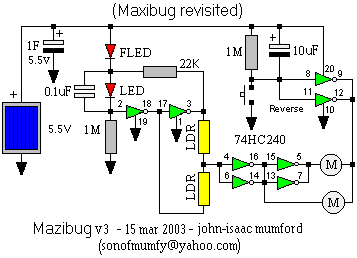 (Maxibug revisited)
1F
5.5V
FLED
LED
22K
0.1uF
1M
5.5V
2
18
19
17
3
1
LDR
LDR
1M
10uF
8
20
9
11
12
10
Reverse
74HC240
4
16
15
5
6
14
13
7
M
M
Mazibug v3 - 15 mar 2003 - john-isaac mumford
(sonofmumfy@yahoo.com)